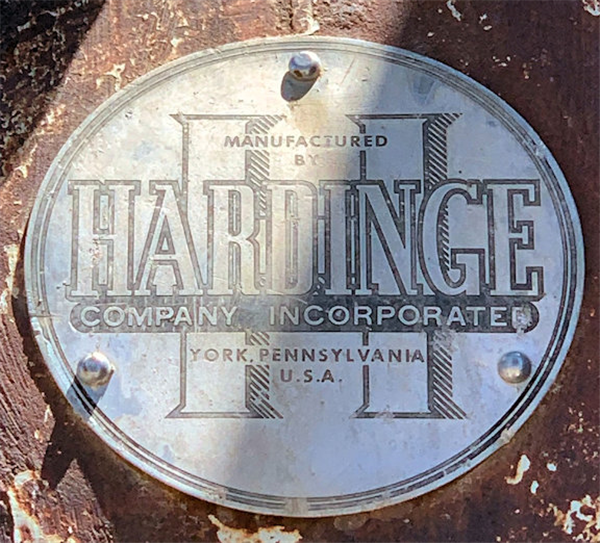 MANUFACTURED
BY
HARDINGE
COMPANY INCORPORATED
YORK, PENNSYLVANIA
U.S.A.